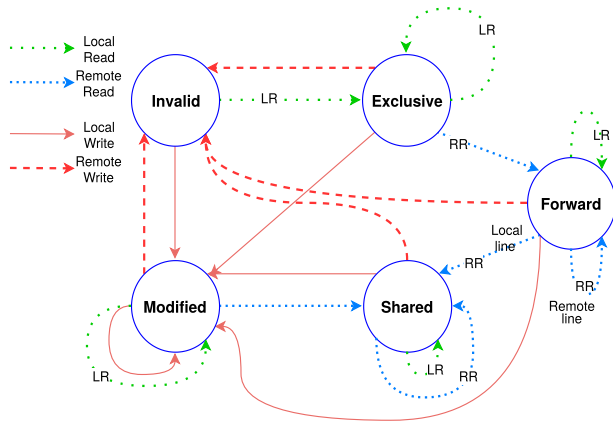 Local
Read
Remote
Read
Local
Write
Remote
Write
Invalid
LR
Exclusive
LR
RR
LR
Forward
Local
line
RR
RR
Remote
line
Modified
Shared
LR
LR
RR